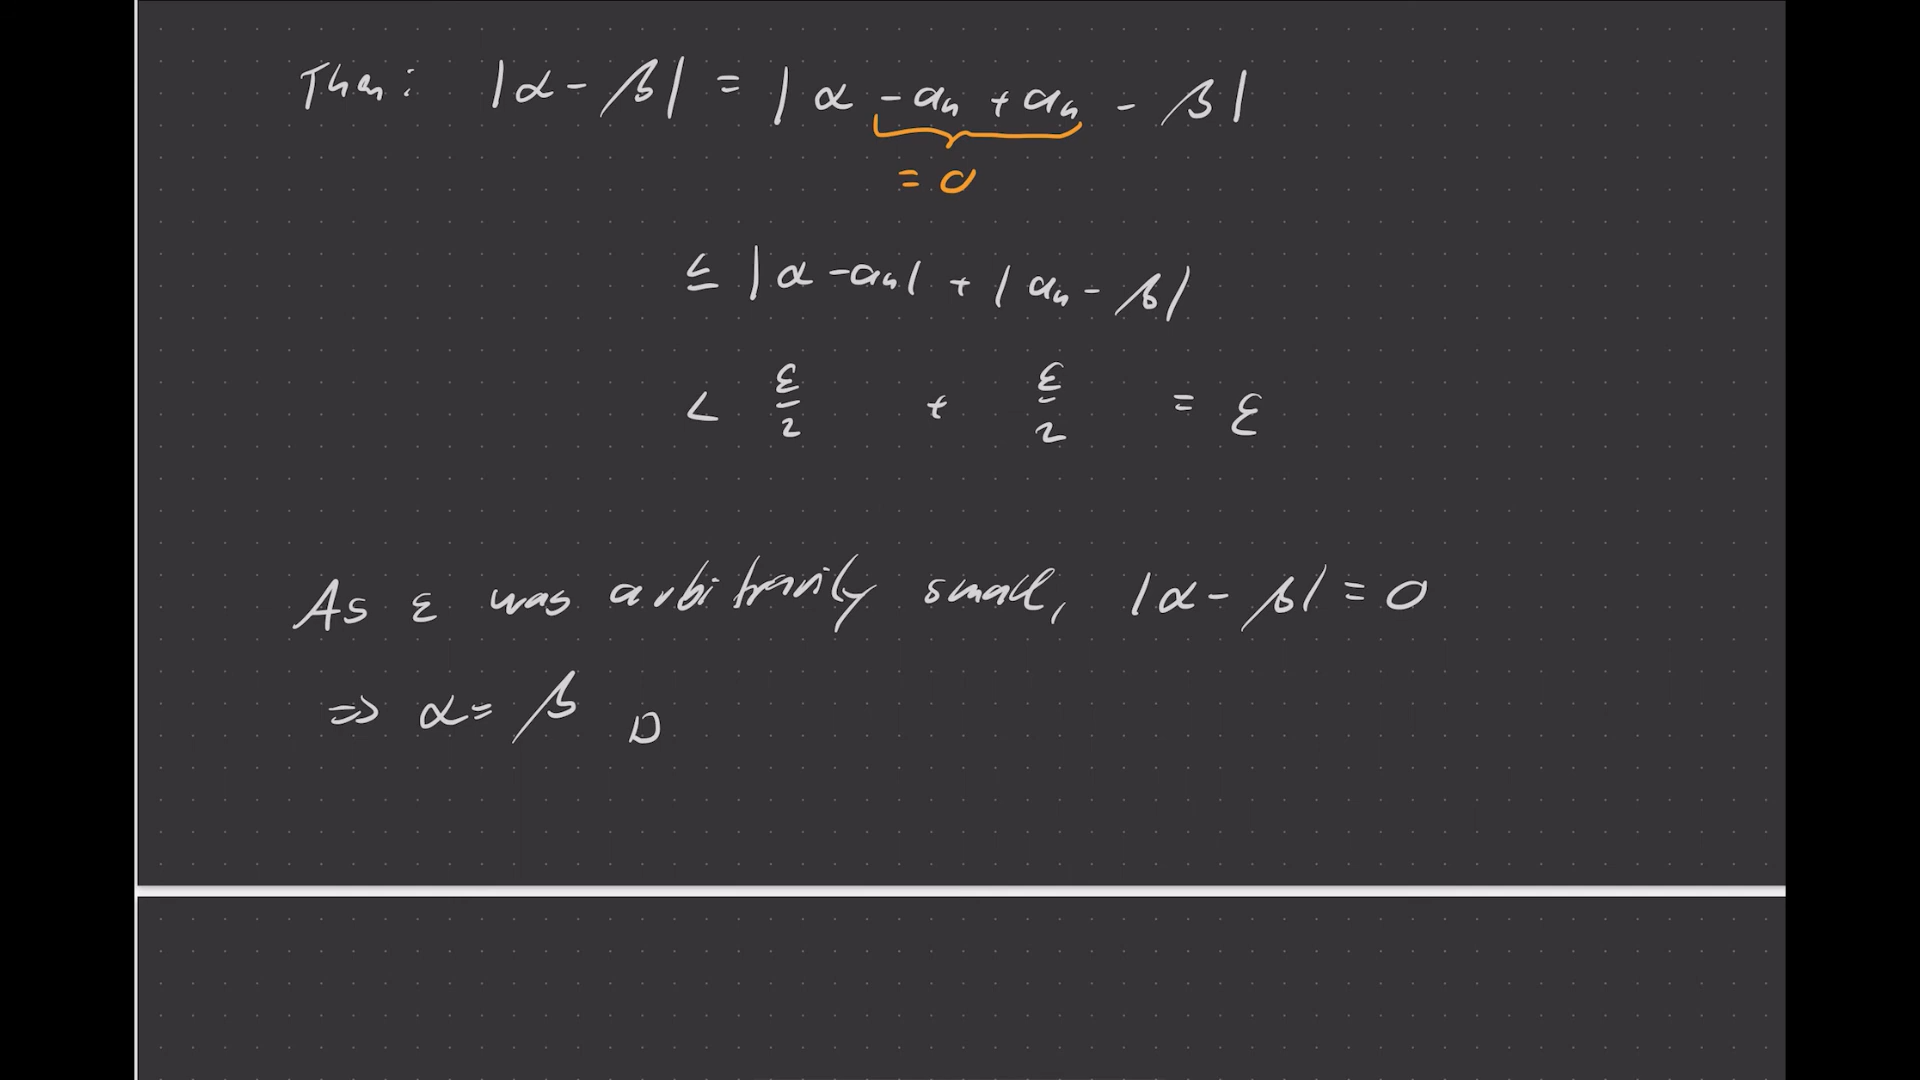 Then: |α - β| = |α - aₙ + aₙ - β|
= 0
≤ |α - aₙ| + |aₙ - β|
< ε/2 + ε/2 = ε
As ε was arbitrarily small, |α - β| = 0
⇒ α = β □